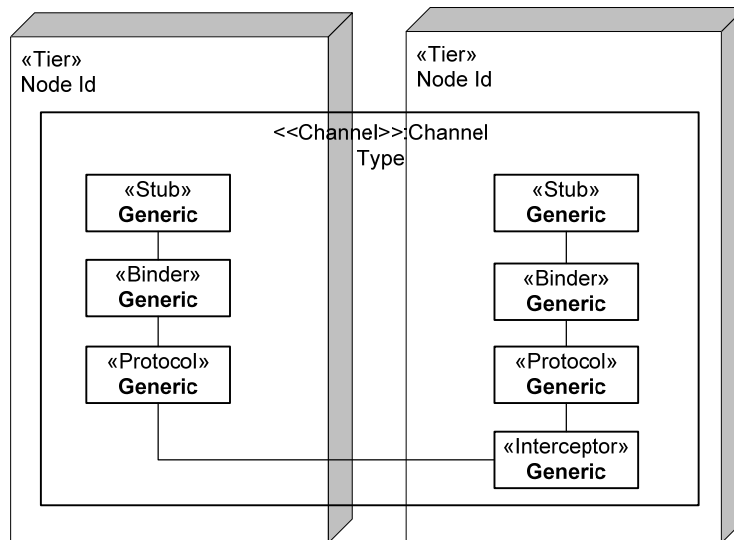 «Tier»
Node Id
«Tier»
Node Id
<<Channel>>:Channel
Type
«Stub»
Generic
«Stub»
Generic
«Binder»
Generic
«Binder»
Generic
«Protocol»
Generic
«Protocol»
Generic
«Interceptor»
Generic